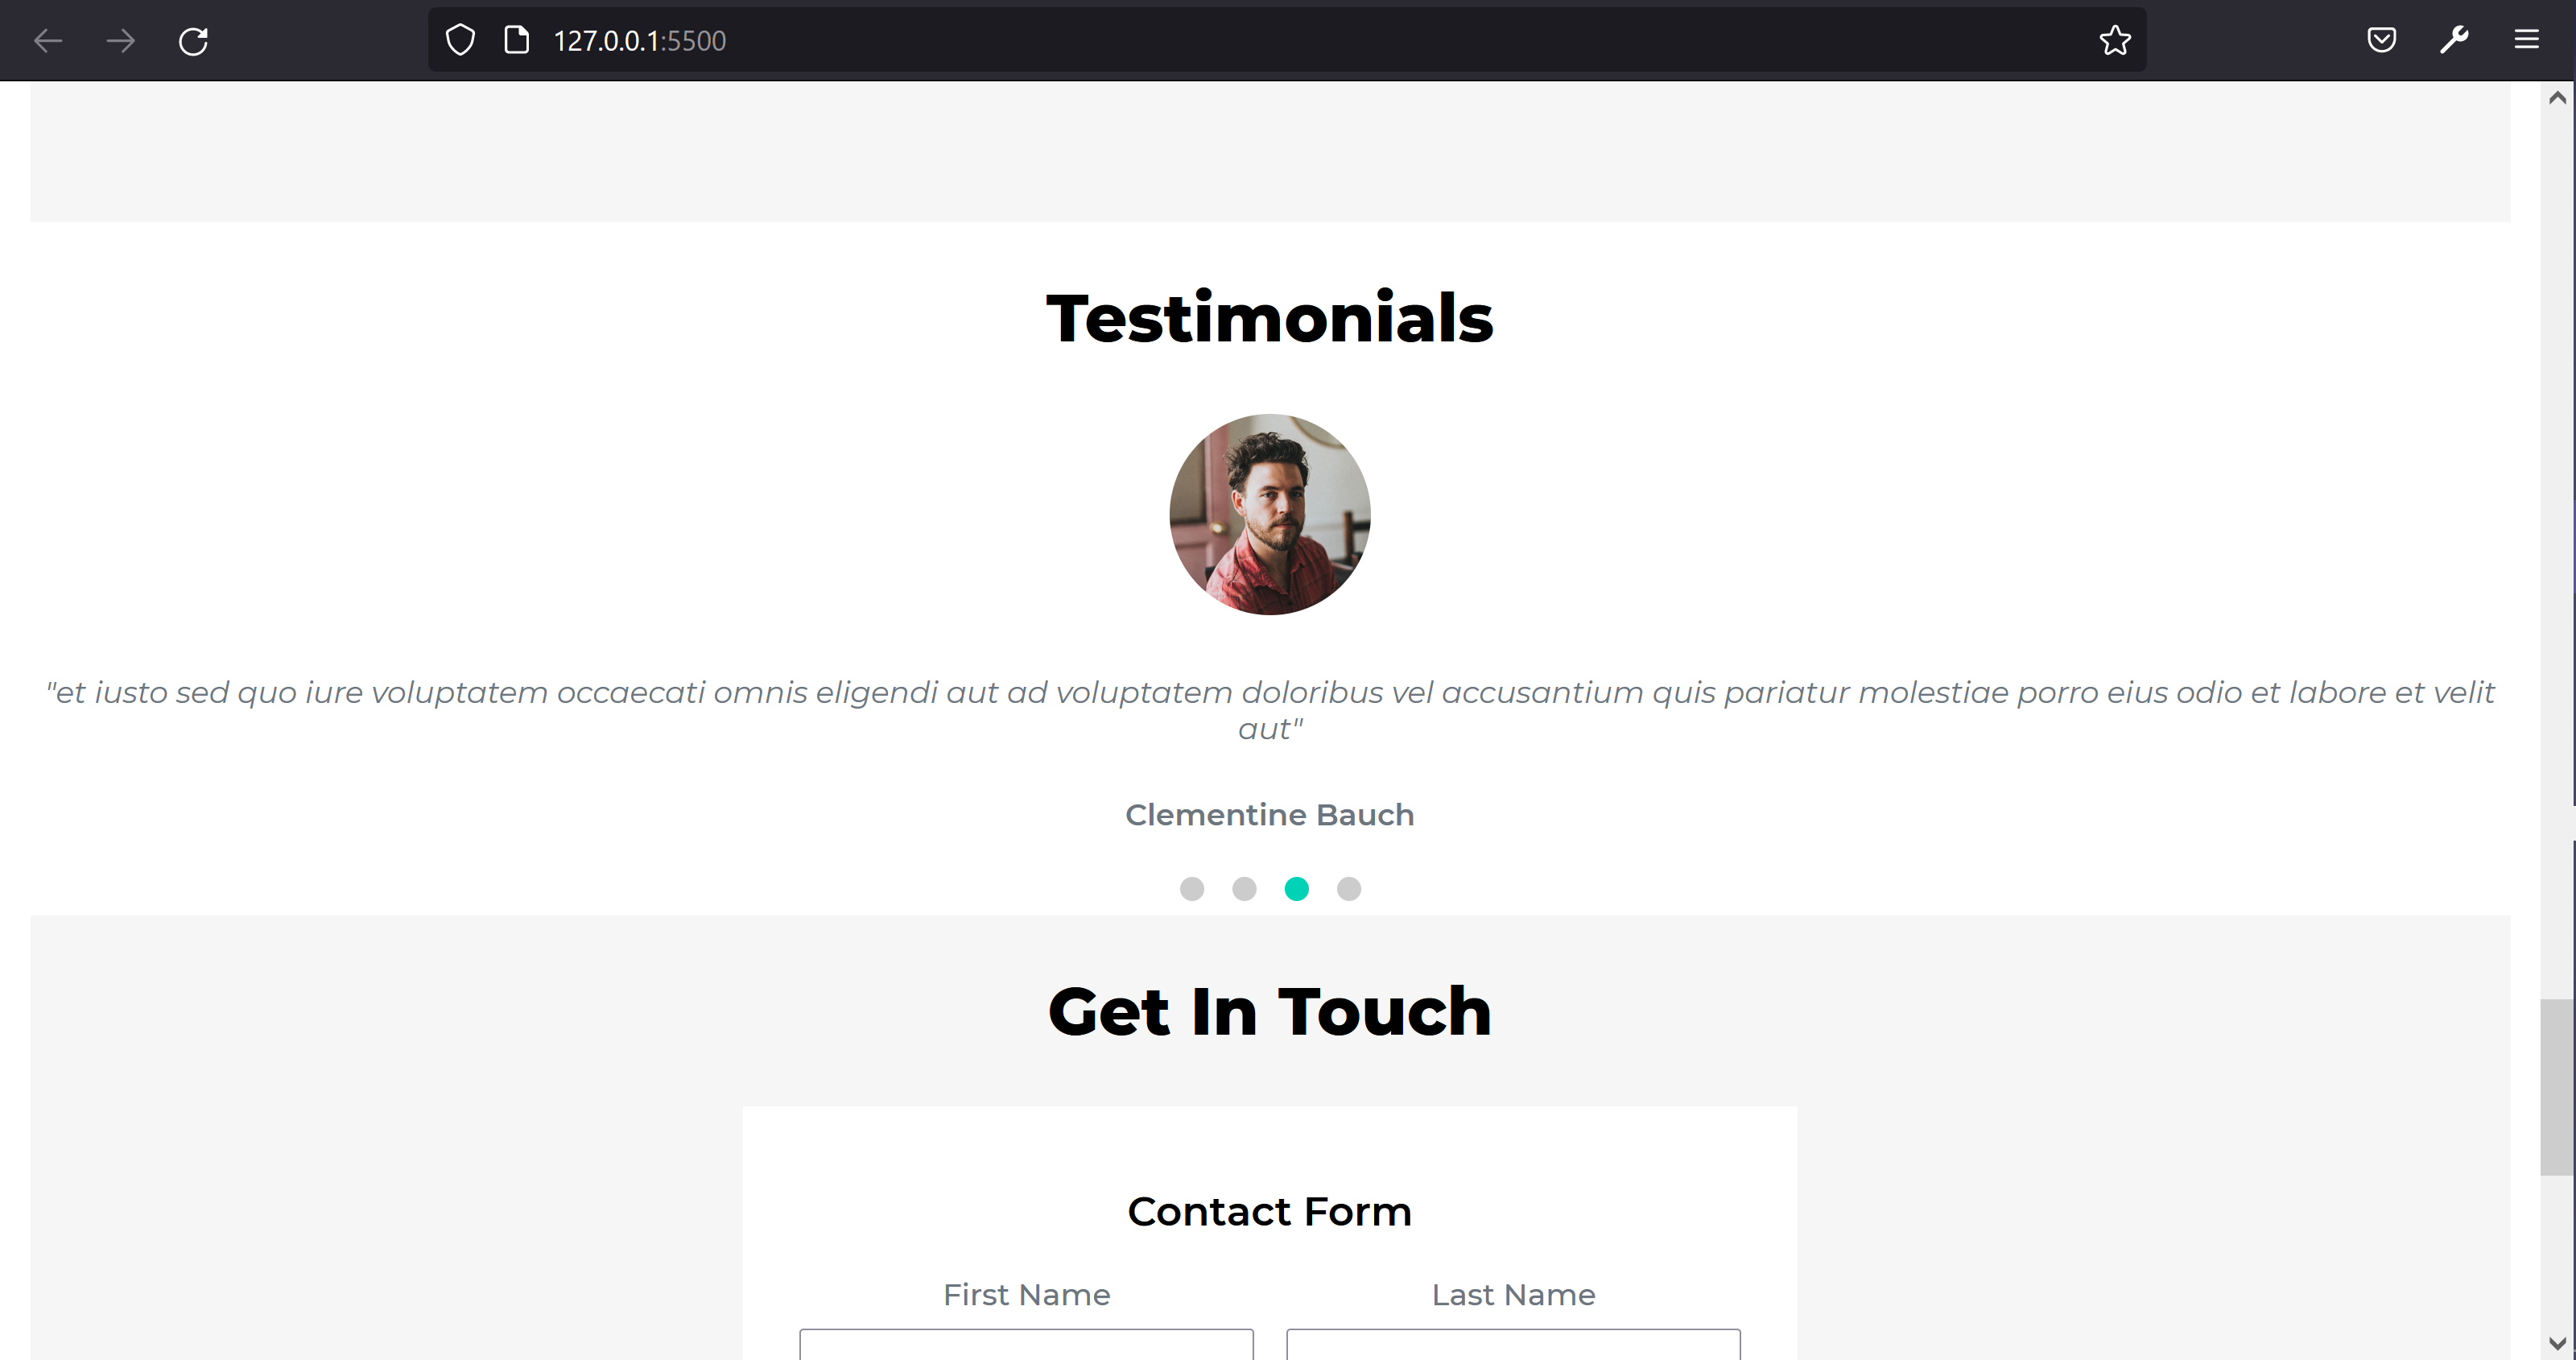 127.0.0.1:5500
Testimonials
"et iusto sed quo iure voluptatem occaecati omnis eligendi aut ad voluptatem doloribus vel accusantium quis pariatur molestiae porro eius odio et labore et velit
aut"
Clementine Bauch
Get In Touch
Contact Form
First Name
Last Name